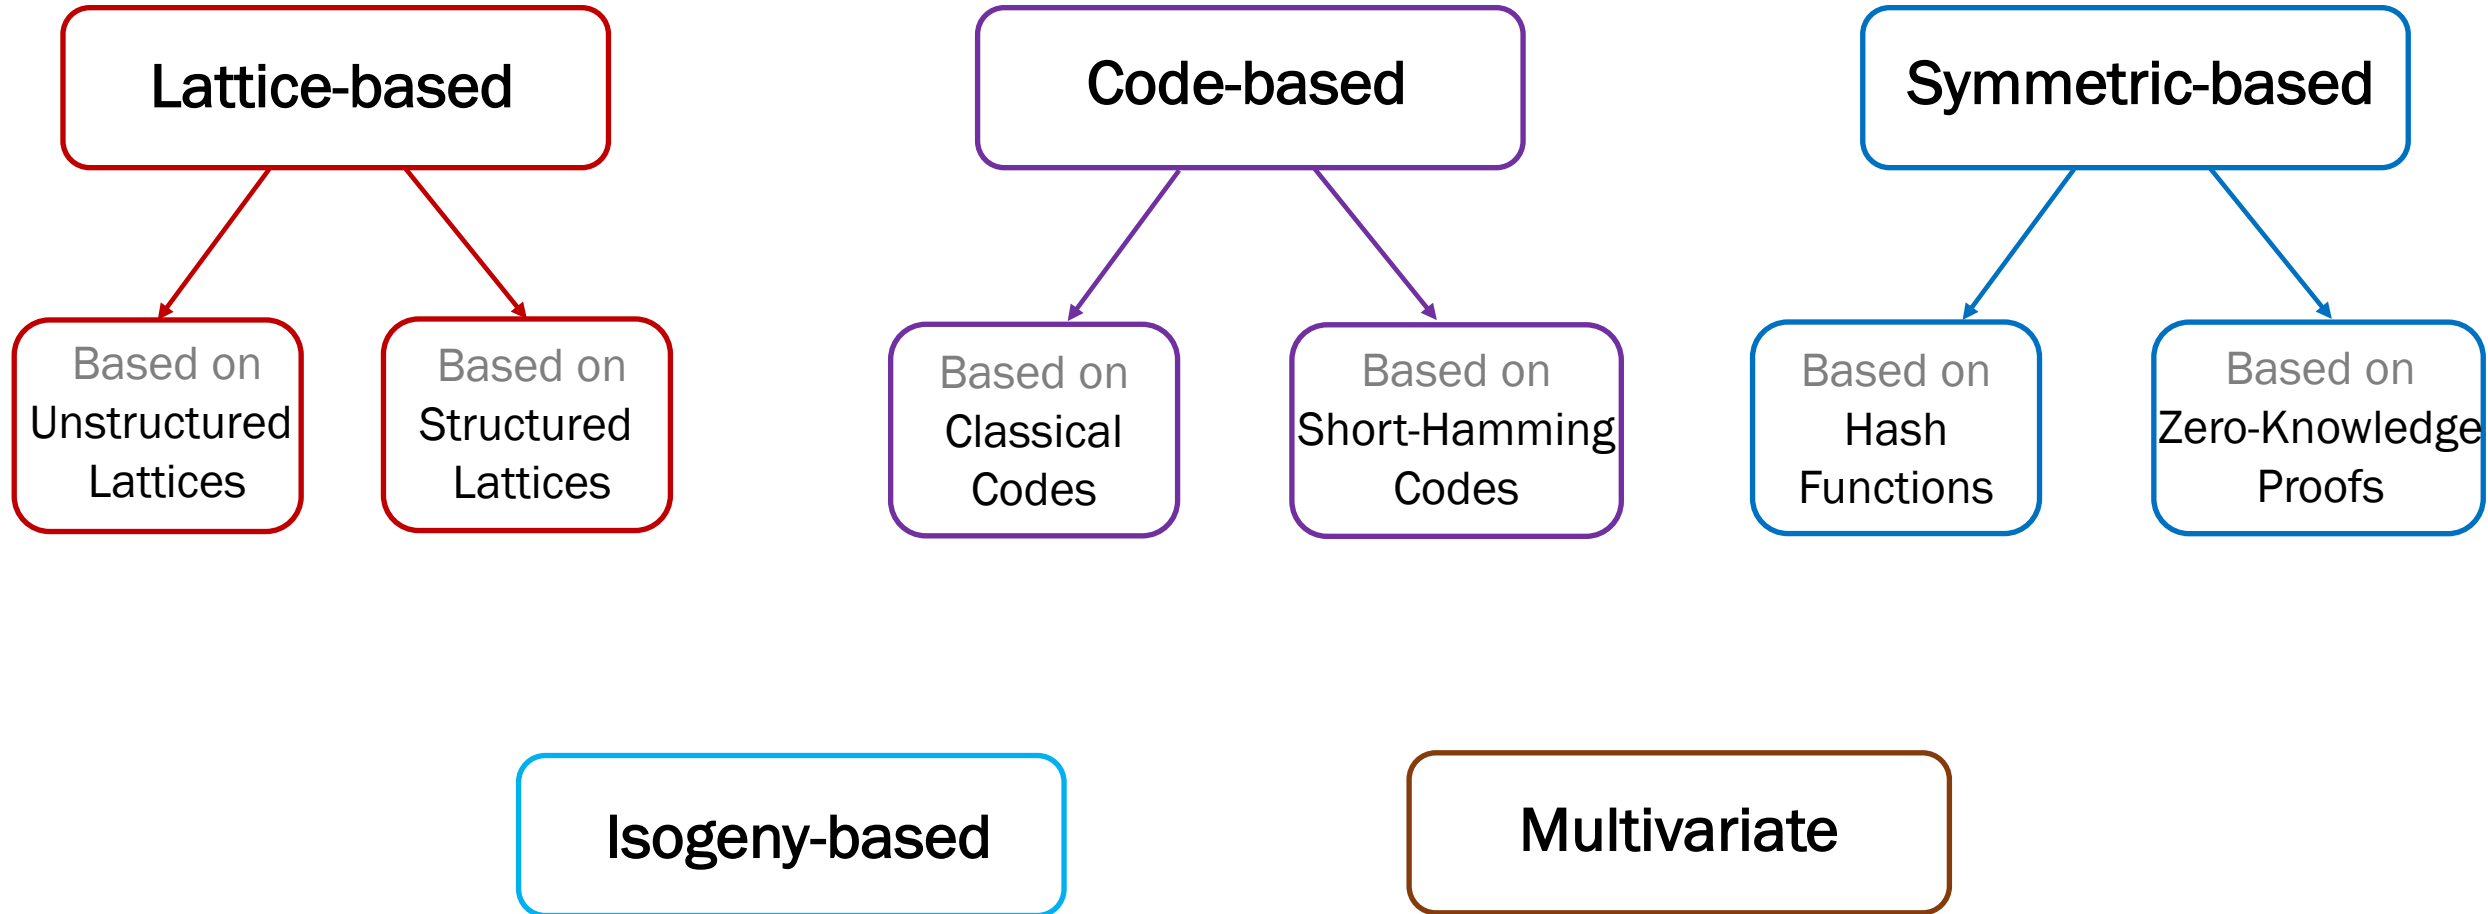 Lattice-based
Code-based
Symmetric-based
Based on
Unstructured
Lattices
Based on
Structured
Lattices
Based on
Classical
Codes
Based on
Short-Hamming
Codes
Based on
Hash
Functions
Based on
Zero-Knowledge
Proofs
Isogeny-based
Multivariate